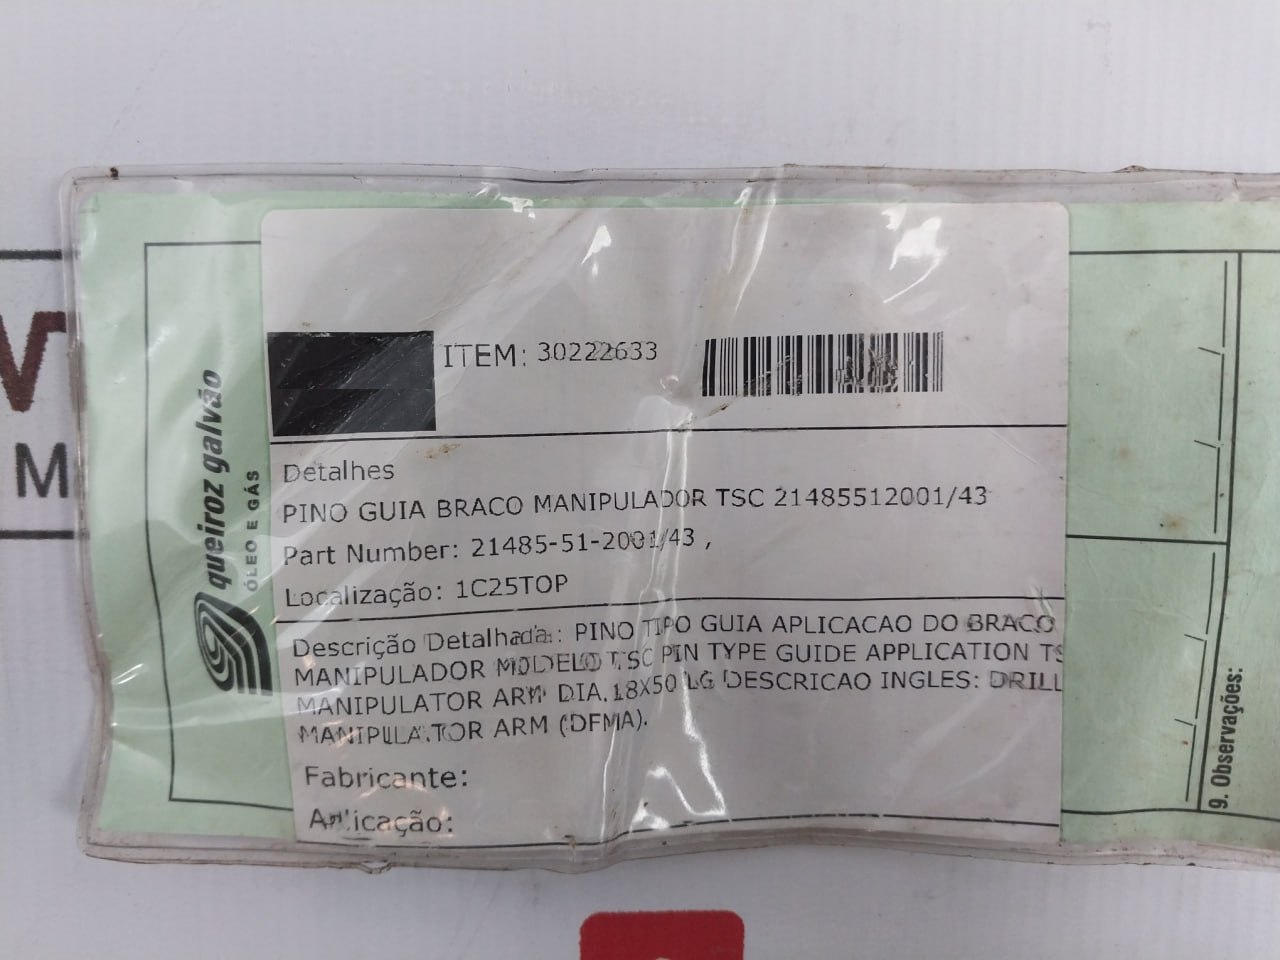 ITEM: 30222633
Detalhes
PINO GUIA BRACO MANIPULADOR TSC 21485512001/43
Part Number: 21485-51-2001/43 ,
Localização: 1C25TOP
Descrição Detalhada: PINO TIPO GUIA APLICACAO DO BRACO
MANIPULADOR MODELO TSC PIN TYPE GUIDE APPLICATION TS
MANIPULATOR ARM DIA.18X50 LG DESCRICAO INGLES: DRILL
MANIPULATOR ARM (DFMA).
Fabricante:
Aplicação:
queiroz galvão
ÓLEO E GÁS
9. Observações:
M